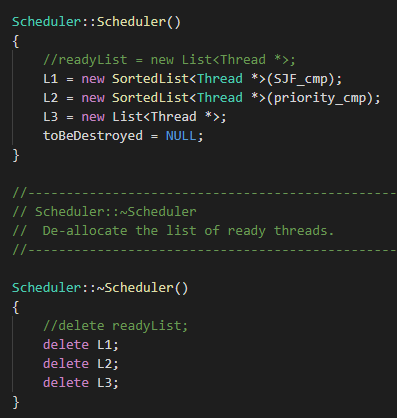 Scheduler::Scheduler()
{
    //readyList = new List<Thread *>;
    L1 = new SortedList<Thread *>(SJF_cmp);
    L2 = new SortedList<Thread *>(priority_cmp);
    L3 = new List<Thread *>;
    toBeDestroyed = NULL;
}
//------------------------------------------------
// Scheduler::~Scheduler
//  De-allocate the list of ready threads.
//------------------------------------------------
Scheduler::~Scheduler()
{
    //delete readyList;
    delete L1;
    delete L2;
    delete L3;
}